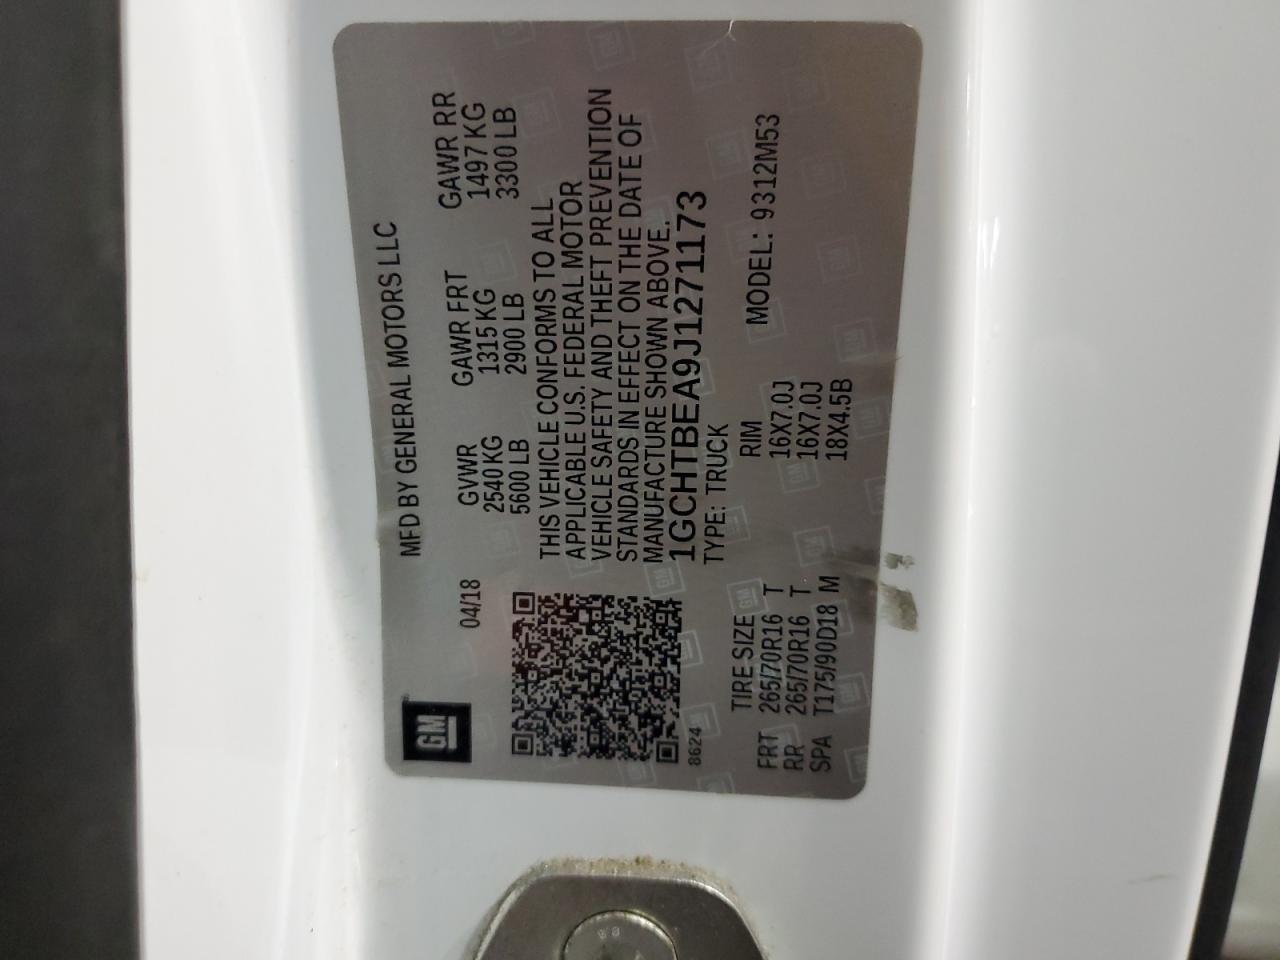 GM
MFD BY GENERAL MOTORS LLC
04/18
GVWR GAWR FRT GAWR RR
2540 KG 1315 KG 1497 KG
5600 LB 2900 LB 3300 LB
THIS VEHICLE CONFORMS TO ALL
APPLICABLE U.S. FEDERAL MOTOR
VEHICLE SAFETY AND THEFT PREVENTION
STANDARDS IN EFFECT ON THE DATE OF
MANUFACTURE SHOWN ABOVE.
1GCHTBEA9J1271173
8624
TYPE: TRUCK
TIRE SIZE RIM MODEL: 9312M53
FRT 265/70R16 T 16X7.0J
RR 265/70R16 T 16X7.0J
SPA T175/90D18 M 18X4.5B